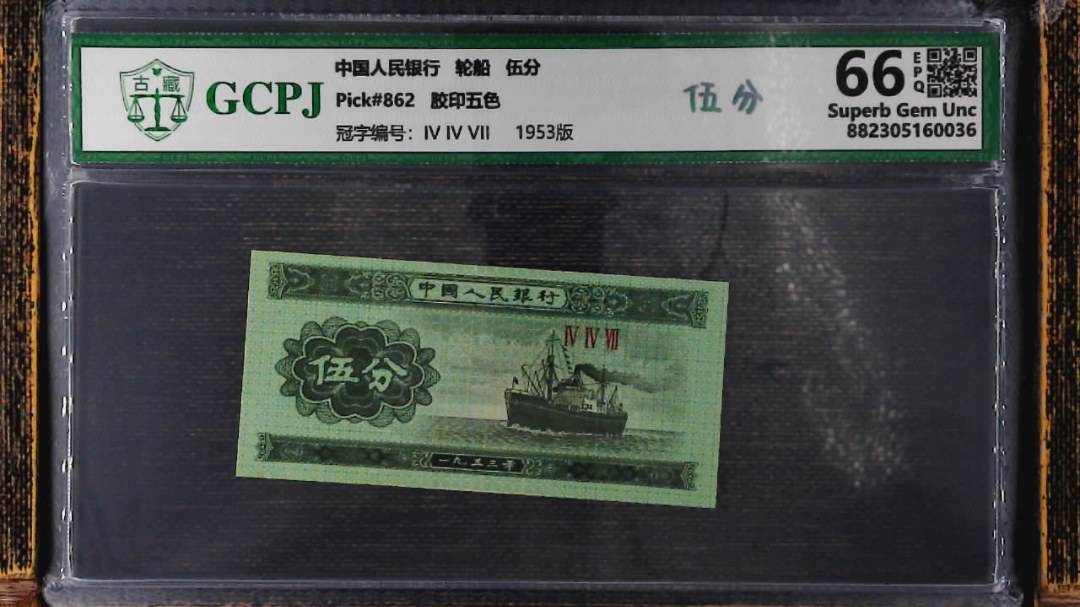 古藏
GCPJ
中国人民银行 轮船 伍分
Pick#862 胶印五色
冠字编号：IV IV VII 1953版
伍分
66 EPQ
Superb Gem Unc
882305160036
中國人民銀行
IV IV VII
伍分
一九五三年